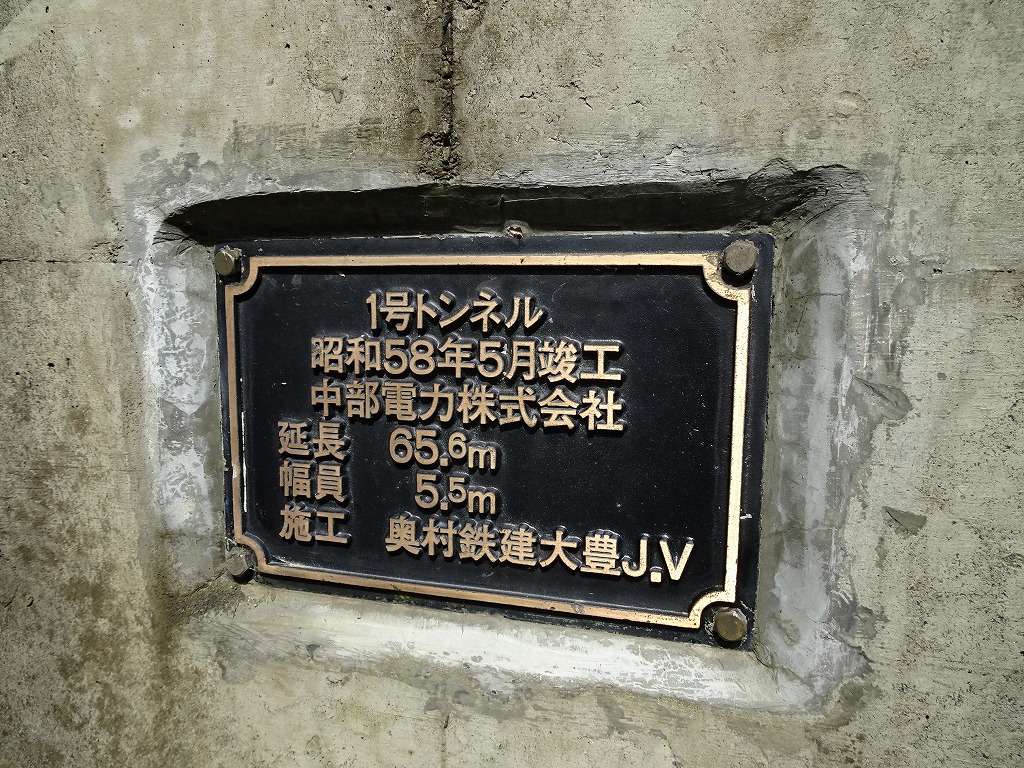 1号トンネル
昭和58年5月竣工
中部電力株式会社
延長 65.6m
幅員 5.5m
施工 奥村鉄建大豊J.V